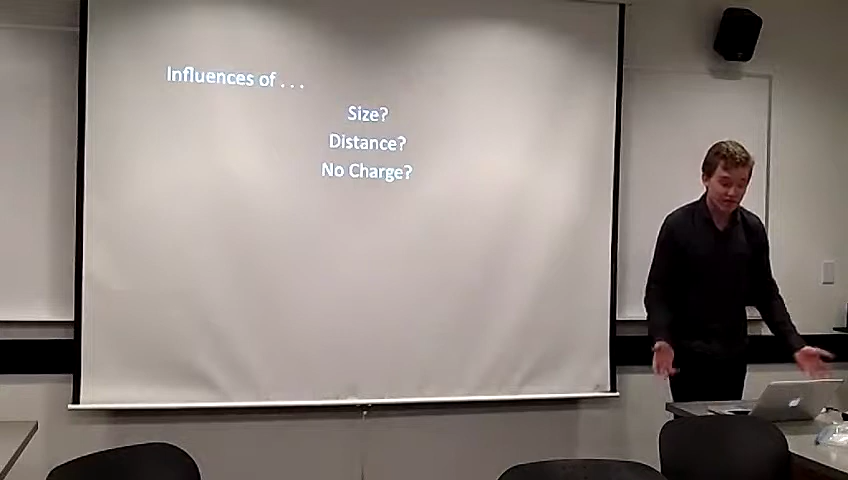 Influences of . . .
Size?
Distance?
No Charge?